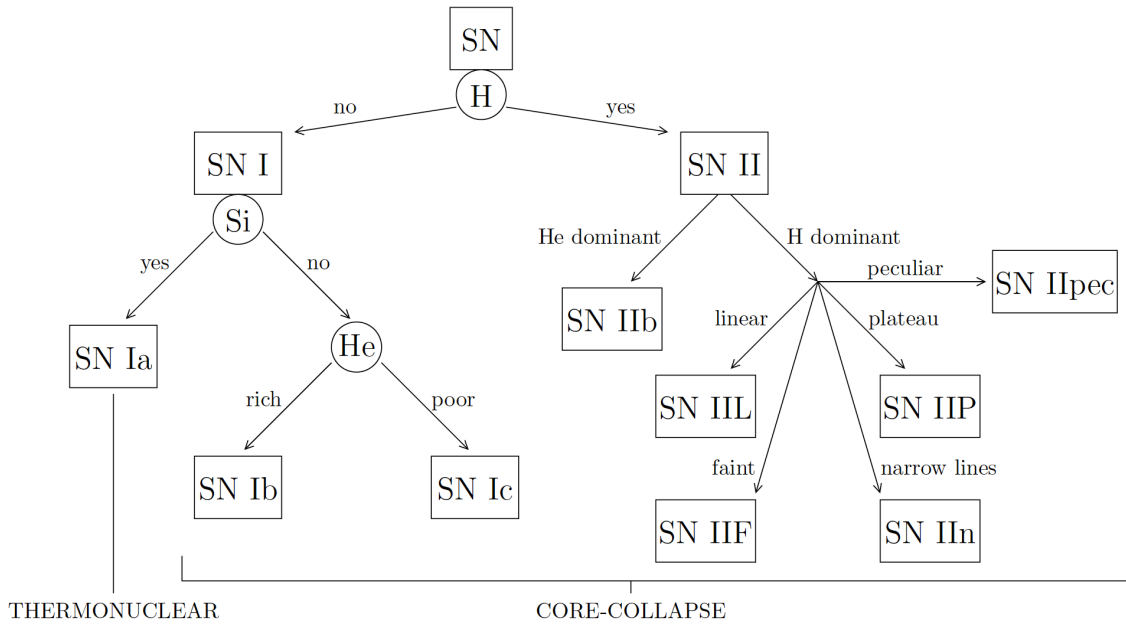 SN
H
no
yes
SN I
SN II
Si
He dominant
H dominant
yes
no
peculiar
SN IIpec
SN IIb
linear
plateau
SN Ia
He
rich
poor
SN IIL
SN IIP
faint
narrow lines
SN Ib
SN Ic
SN IIF
SN IIn
THERMONUCLEAR
CORE-COLLAPSE